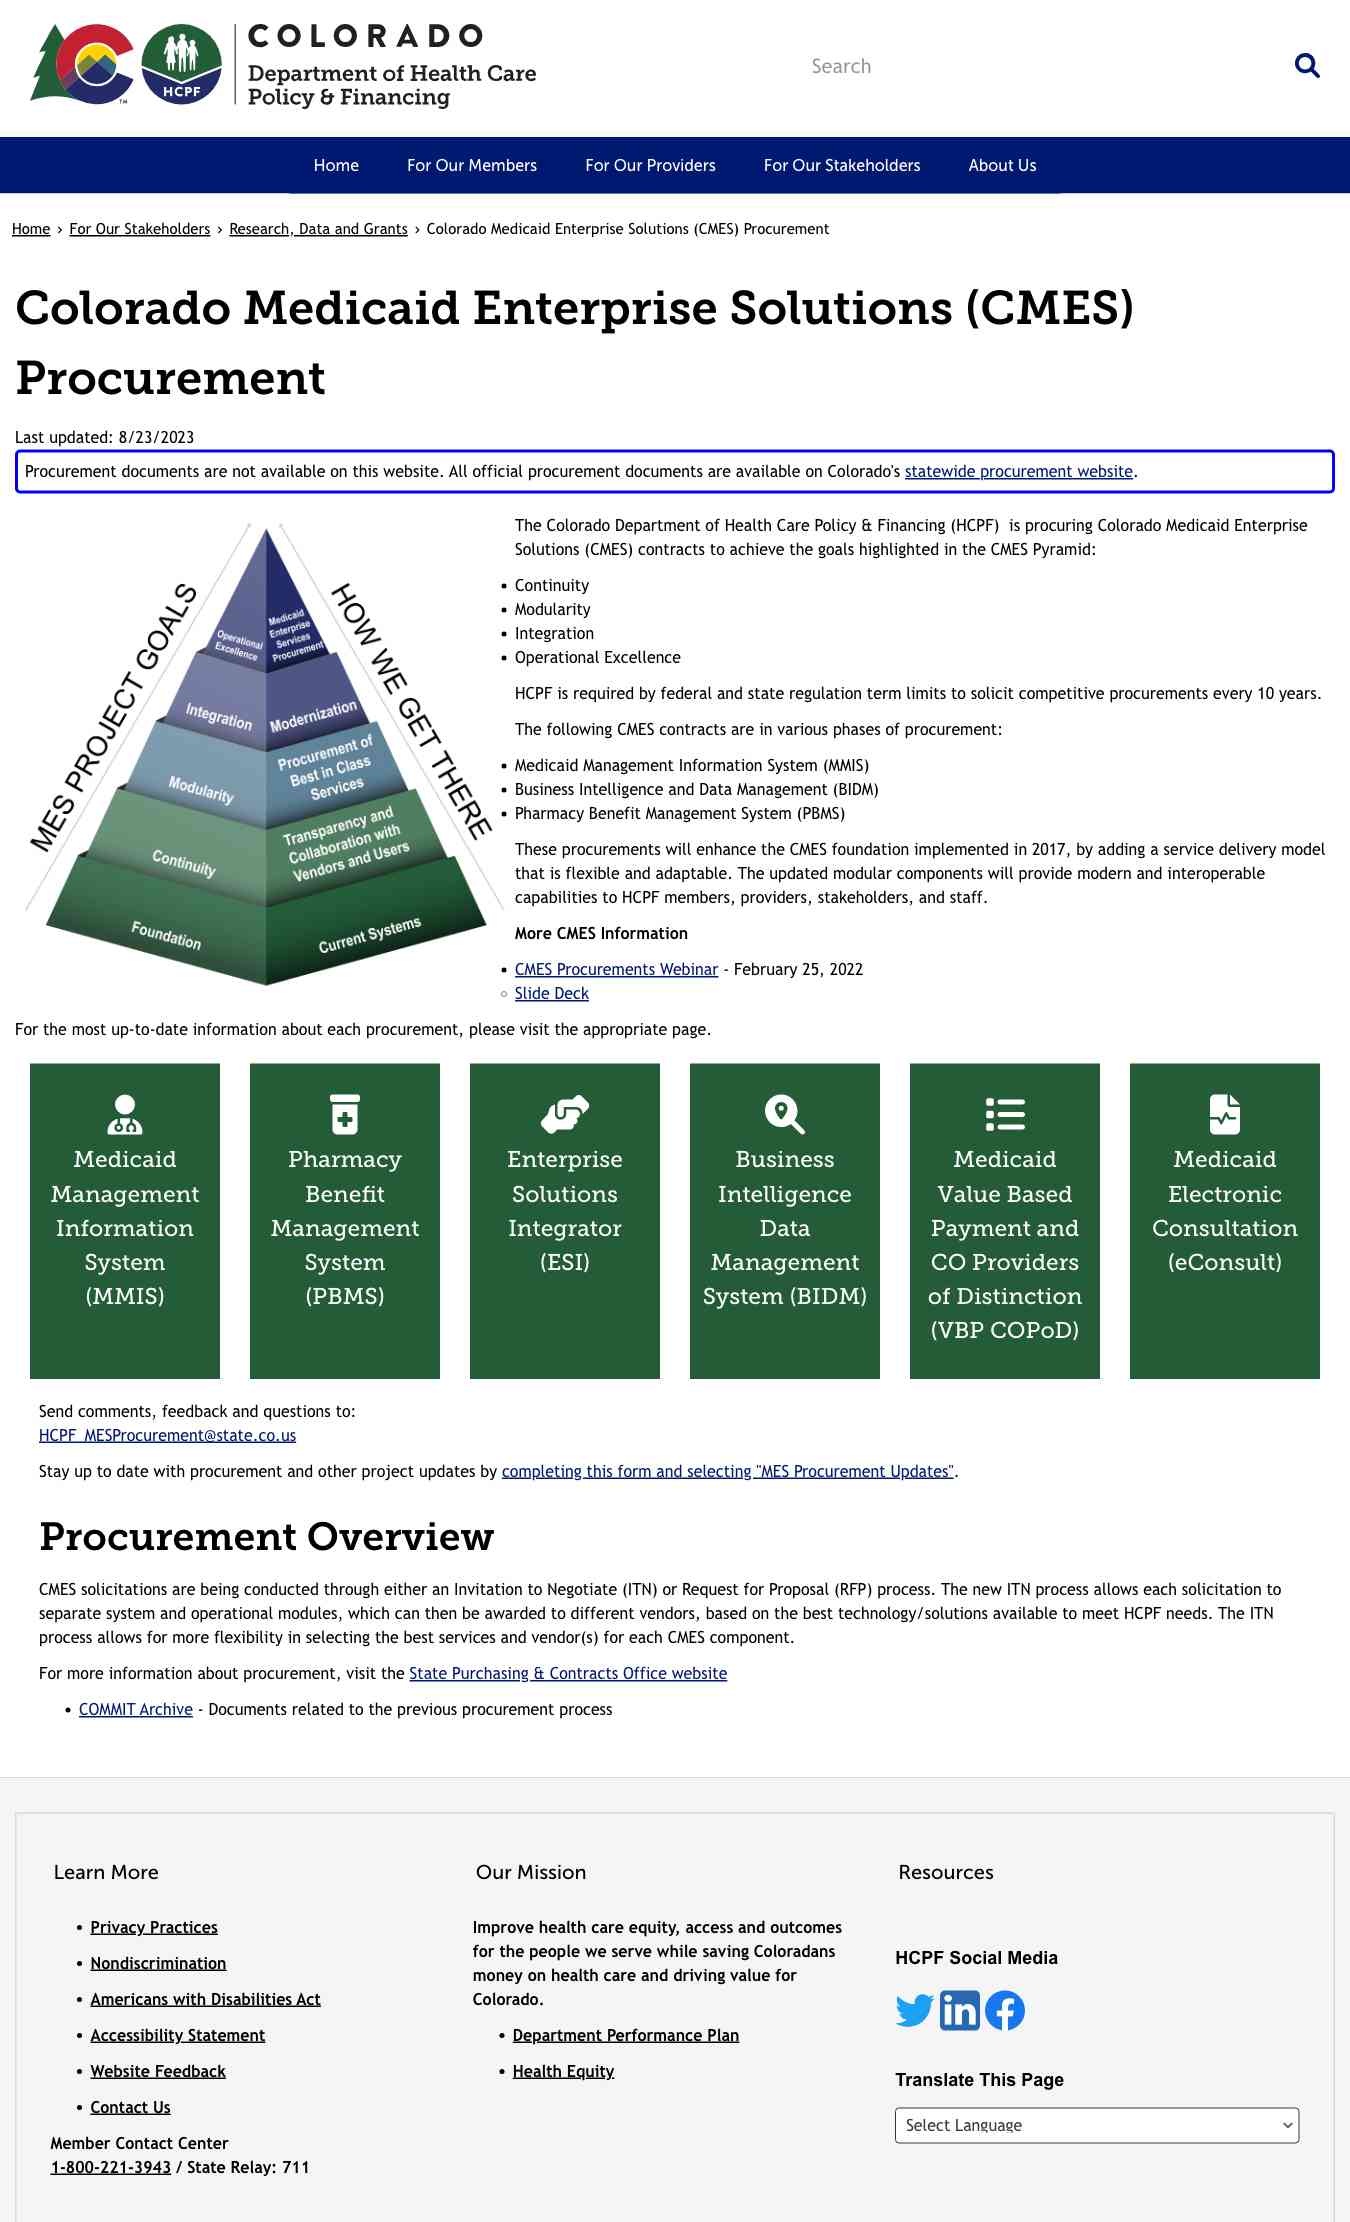 HCPF
TM
COLORADO
Department of Health Care
Policy & Financing
Search
Home
For Our Members
For Our Providers
For Our Stakeholders
About Us
Home › For Our Stakeholders › Research, Data and Grants › Colorado Medicaid Enterprise Solutions (CMES) Procurement
Colorado Medicaid Enterprise Solutions (CMES)
Procurement
Last updated: 8/23/2023
Procurement documents are not available on this website. All official procurement documents are available on Colorado's statewide procurement website.
MES PROJECT GOALS
HOW WE GET THERE
Operational
Excellence
Medicaid
Enterprise
Services
Procurement
Integration
Modernization
Modularity
Procurement of
Best in Class
Services
Continuity
Transparency and
Collaboration with
Vendors and Users
Foundation
Current Systems
The Colorado Department of Health Care Policy & Financing (HCPF) is procuring Colorado Medicaid Enterprise
Solutions (CMES) contracts to achieve the goals highlighted in the CMES Pyramid:
Continuity
Modularity
Integration
Operational Excellence
HCPF is required by federal and state regulation term limits to solicit competitive procurements every 10 years.
The following CMES contracts are in various phases of procurement:
Medicaid Management Information System (MMIS)
Business Intelligence and Data Management (BIDM)
Pharmacy Benefit Management System (PBMS)
These procurements will enhance the CMES foundation implemented in 2017, by adding a service delivery model
that is flexible and adaptable. The updated modular components will provide modern and interoperable
capabilities to HCPF members, providers, stakeholders, and staff.
More CMES Information
CMES Procurements Webinar - February 25, 2022
Slide Deck
For the most up-to-date information about each procurement, please visit the appropriate page.
Medicaid
Management
Information
System
(MMIS)
Pharmacy
Benefit
Management
System
(PBMS)
Enterprise
Solutions
Integrator
(ESI)
Business
Intelligence
Data
Management
System (BIDM)
Medicaid
Value Based
Payment and
CO Providers
of Distinction
(VBP COPoD)
Medicaid
Electronic
Consultation
(eConsult)
Send comments, feedback and questions to:
HCPF_MESProcurement@state.co.us
Stay up to date with procurement and other project updates by completing this form and selecting "MES Procurement Updates".
Procurement Overview
CMES solicitations are being conducted through either an Invitation to Negotiate (ITN) or Request for Proposal (RFP) process. The new ITN process allows each solicitation to
separate system and operational modules, which can then be awarded to different vendors, based on the best technology/solutions available to meet HCPF needs. The ITN
process allows for more flexibility in selecting the best services and vendor(s) for each CMES component.
For more information about procurement, visit the State Purchasing & Contracts Office website
COMMIT Archive - Documents related to the previous procurement process
Learn More
Privacy Practices
Nondiscrimination
Americans with Disabilities Act
Accessibility Statement
Website Feedback
Contact Us
Member Contact Center
1-800-221-3943 / State Relay: 711
Our Mission
Improve health care equity, access and outcomes
for the people we serve while saving Coloradans
money on health care and driving value for
Colorado.
Department Performance Plan
Health Equity
Resources
HCPF Social Media
in
Translate This Page
Select Language